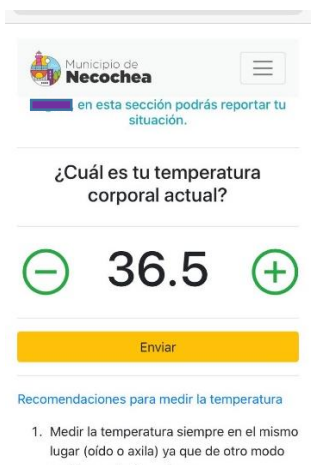 Municipio de
Necochea
en esta sección podrás reportar tu
situación.
¿Cuál es tu temperatura
corporal actual?
36.5
Enviar
Recomendaciones para medir la temperatura
1. Medir la temperatura siempre en el mismo
lugar (oído o axila) ya que de otro modo